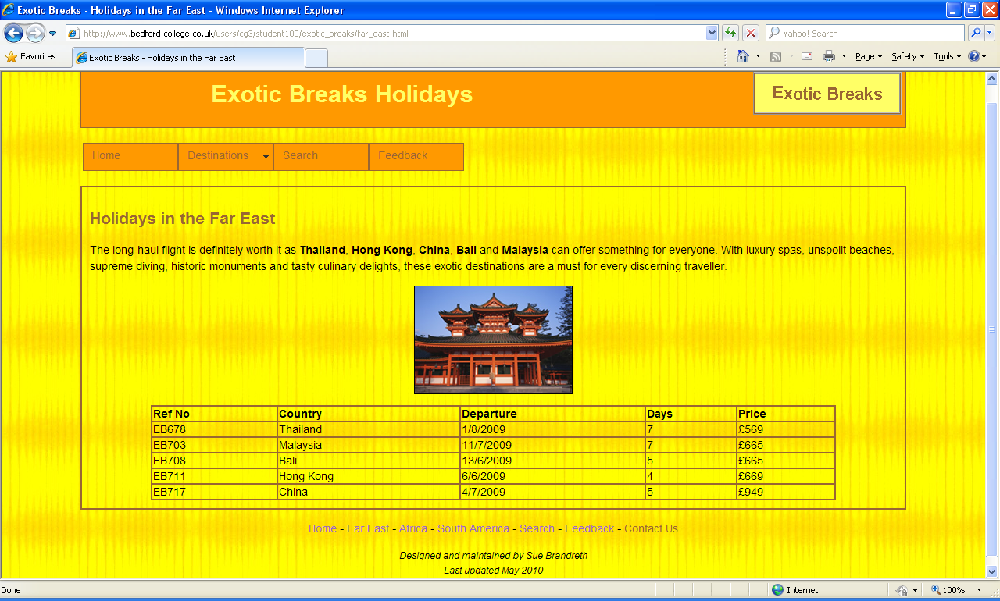 Exotic Breaks - Holidays in the Far East - Windows Internet Explorer
http://www.bedford-college.co.uk/users/cg3/student100/exotic_breaks/far_east.html
Yahoo! Search
Favorites
Exotic Breaks - Holidays in the Far East
Page Safety Tools
Exotic Breaks Holidays
Exotic Breaks
Home Destinations Search Feedback
Holidays in the Far East
The long-haul flight is definitely worth it as Thailand, Hong Kong, China, Bali and Malaysia can offer something for everyone. With luxury spas, unspoilt beaches,
supreme diving, historic monuments and tasty culinary delights, these exotic destinations are a must for every discerning traveller.
Ref No Country Departure Days Price
EB678 Thailand 1/8/2009 7 £569
EB703 Malaysia 11/7/2009 7 £665
EB708 Bali 13/6/2009 5 £665
EB711 Hong Kong 6/6/2009 4 £669
EB717 China 4/7/2009 5 £949
Home - Far East - Africa - South America - Search - Feedback - Contact Us
Designed and maintained by Sue Brandreth
Last updated May 2010
Done Internet 100%